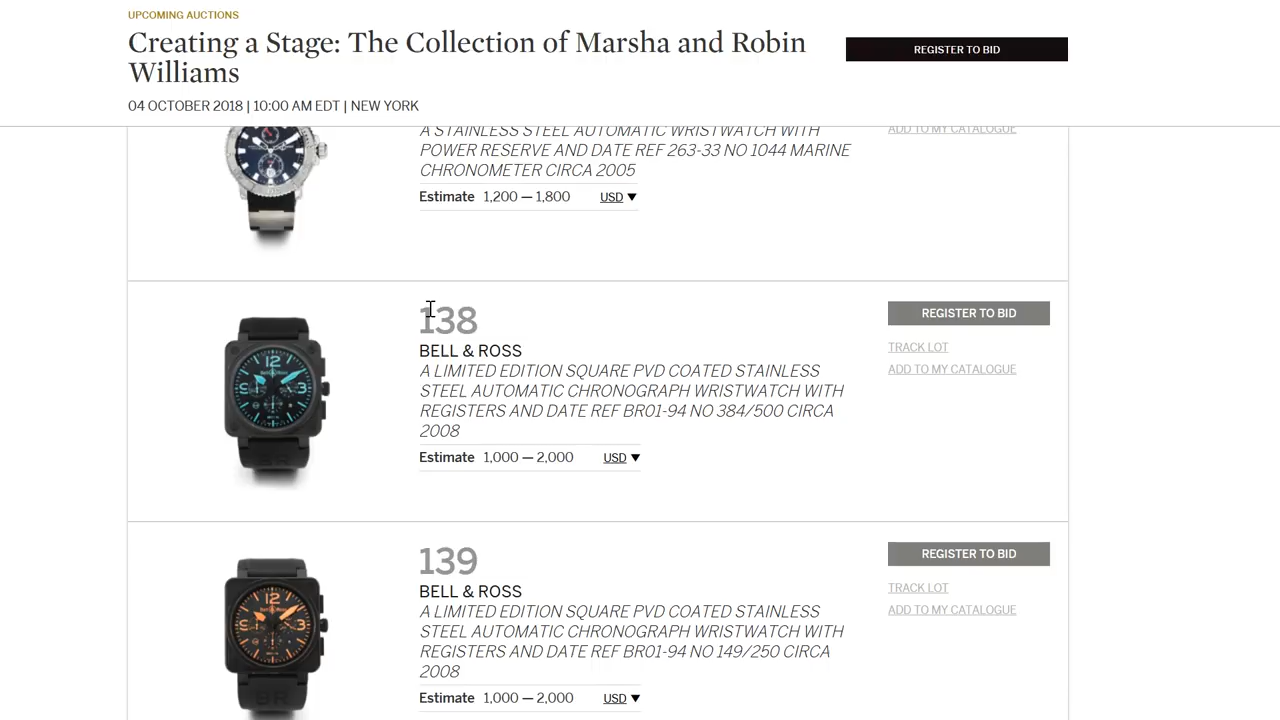 UPCOMING AUCTIONS
Creating a Stage: The Collection of Marsha and Robin
Williams
REGISTER TO BID
04 OCTOBER 2018 | 10:00 AM EDT | NEW YORK
A STAINLESS STEEL AUTOMATIC WRISTWATCH WITH
ADD TO MY CATALOGUE
POWER RESERVE AND DATE REF 263-33 NO 1044 MARINE
CHRONOMETER CIRCA 2005
Estimate 1,200 — 1,800 USD ▼
138
REGISTER TO BID
BELL & ROSS
TRACK LOT
A LIMITED EDITION SQUARE PVD COATED STAINLESS
ADD TO MY CATALOGUE
STEEL AUTOMATIC CHRONOGRAPH WRISTWATCH WITH
REGISTERS AND DATE REF BR01-94 NO 384/500 CIRCA
2008
Estimate 1,000 — 2,000 USD ▼
139
REGISTER TO BID
BELL & ROSS
TRACK LOT
A LIMITED EDITION SQUARE PVD COATED STAINLESS
ADD TO MY CATALOGUE
STEEL AUTOMATIC CHRONOGRAPH WRISTWATCH WITH
REGISTERS AND DATE REF BR01-94 NO 149/250 CIRCA
2008
Estimate 1,000 — 2,000 USD ▼